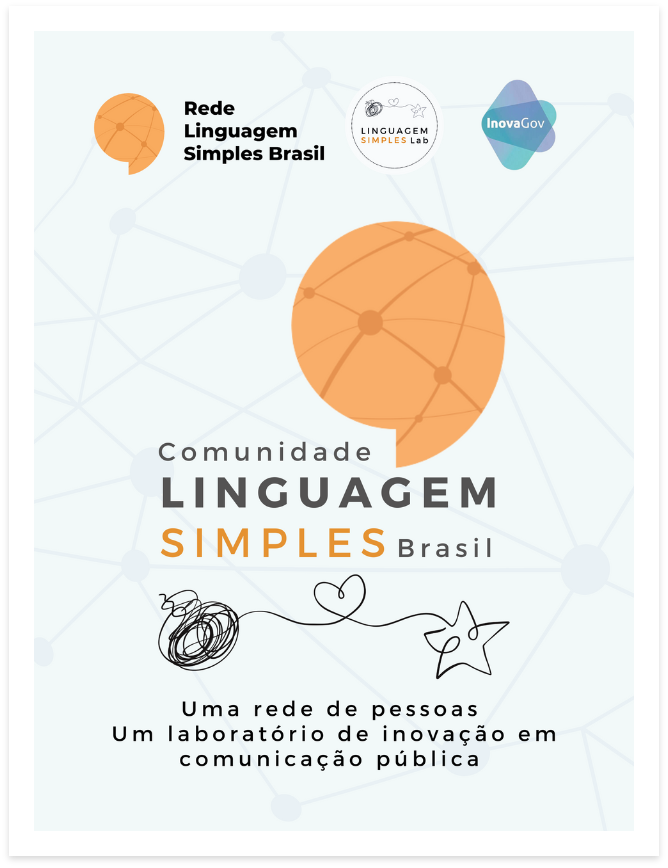 Rede
Linguagem
Simples Brasil
LINGUAGEM
SIMPLES Lab
InovaGov
Comunidade
LINGUAGEM
SIMPLES Brasil
Uma rede de pessoas
Um laboratório de inovação em
comunicação pública